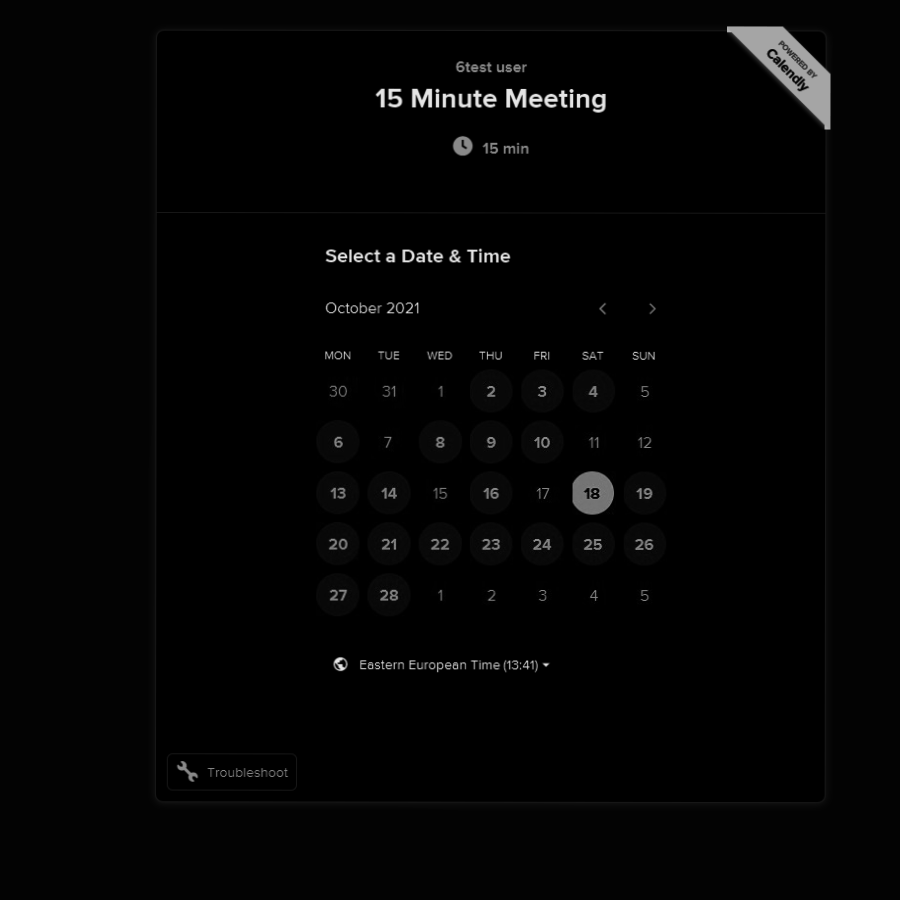 POWERED BY
Calendly
6test user
15 Minute Meeting
15 min
Select a Date & Time
October 2021
MON TUE WED THU FRI SAT SUN
30 31 1 2 3 4 5
6 7 8 9 10 11 12
13 14 15 16 17 18 19
20 21 22 23 24 25 26
27 28 1 2 3 4 5
Eastern European Time (13:41)
Troubleshoot